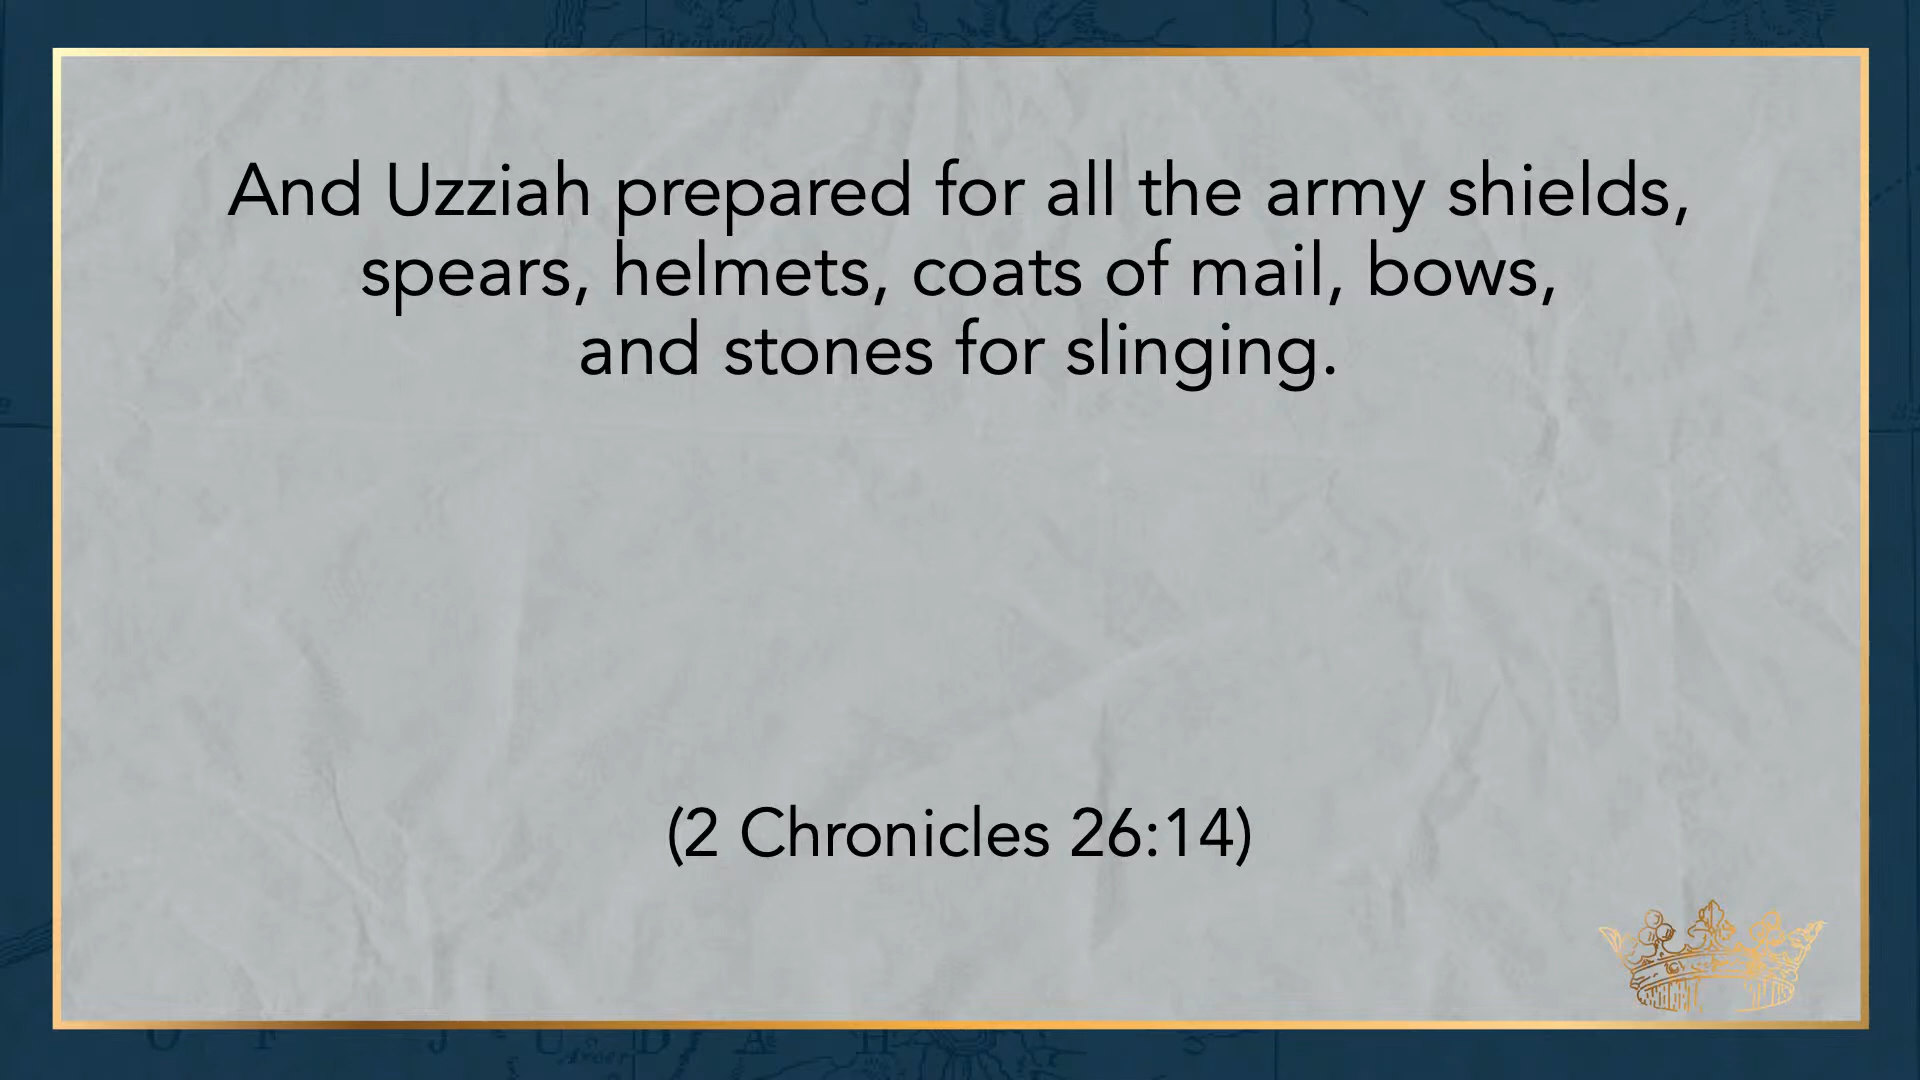 And Uzziah prepared for all the army shields,
spears, helmets, coats of mail, bows,
and stones for slinging.
(2 Chronicles 26:14)
O F J U D A H